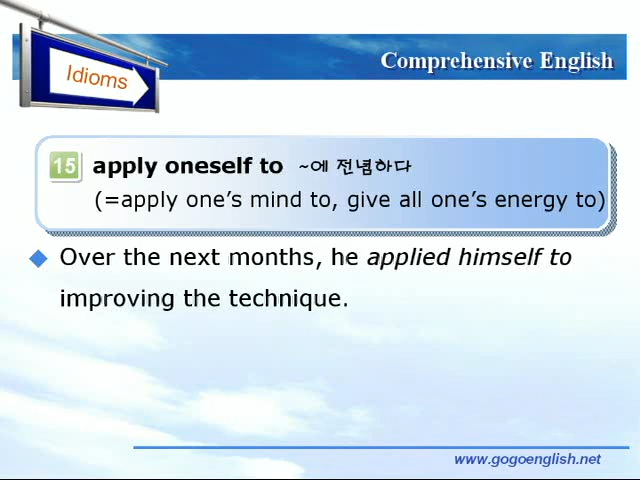 Idioms
Comprehensive English
15 apply oneself to ~에 전념하다
(=apply one's mind to, give all one's energy to)
Over the next months, he applied himself to
improving the technique.
www.gogoenglish.net